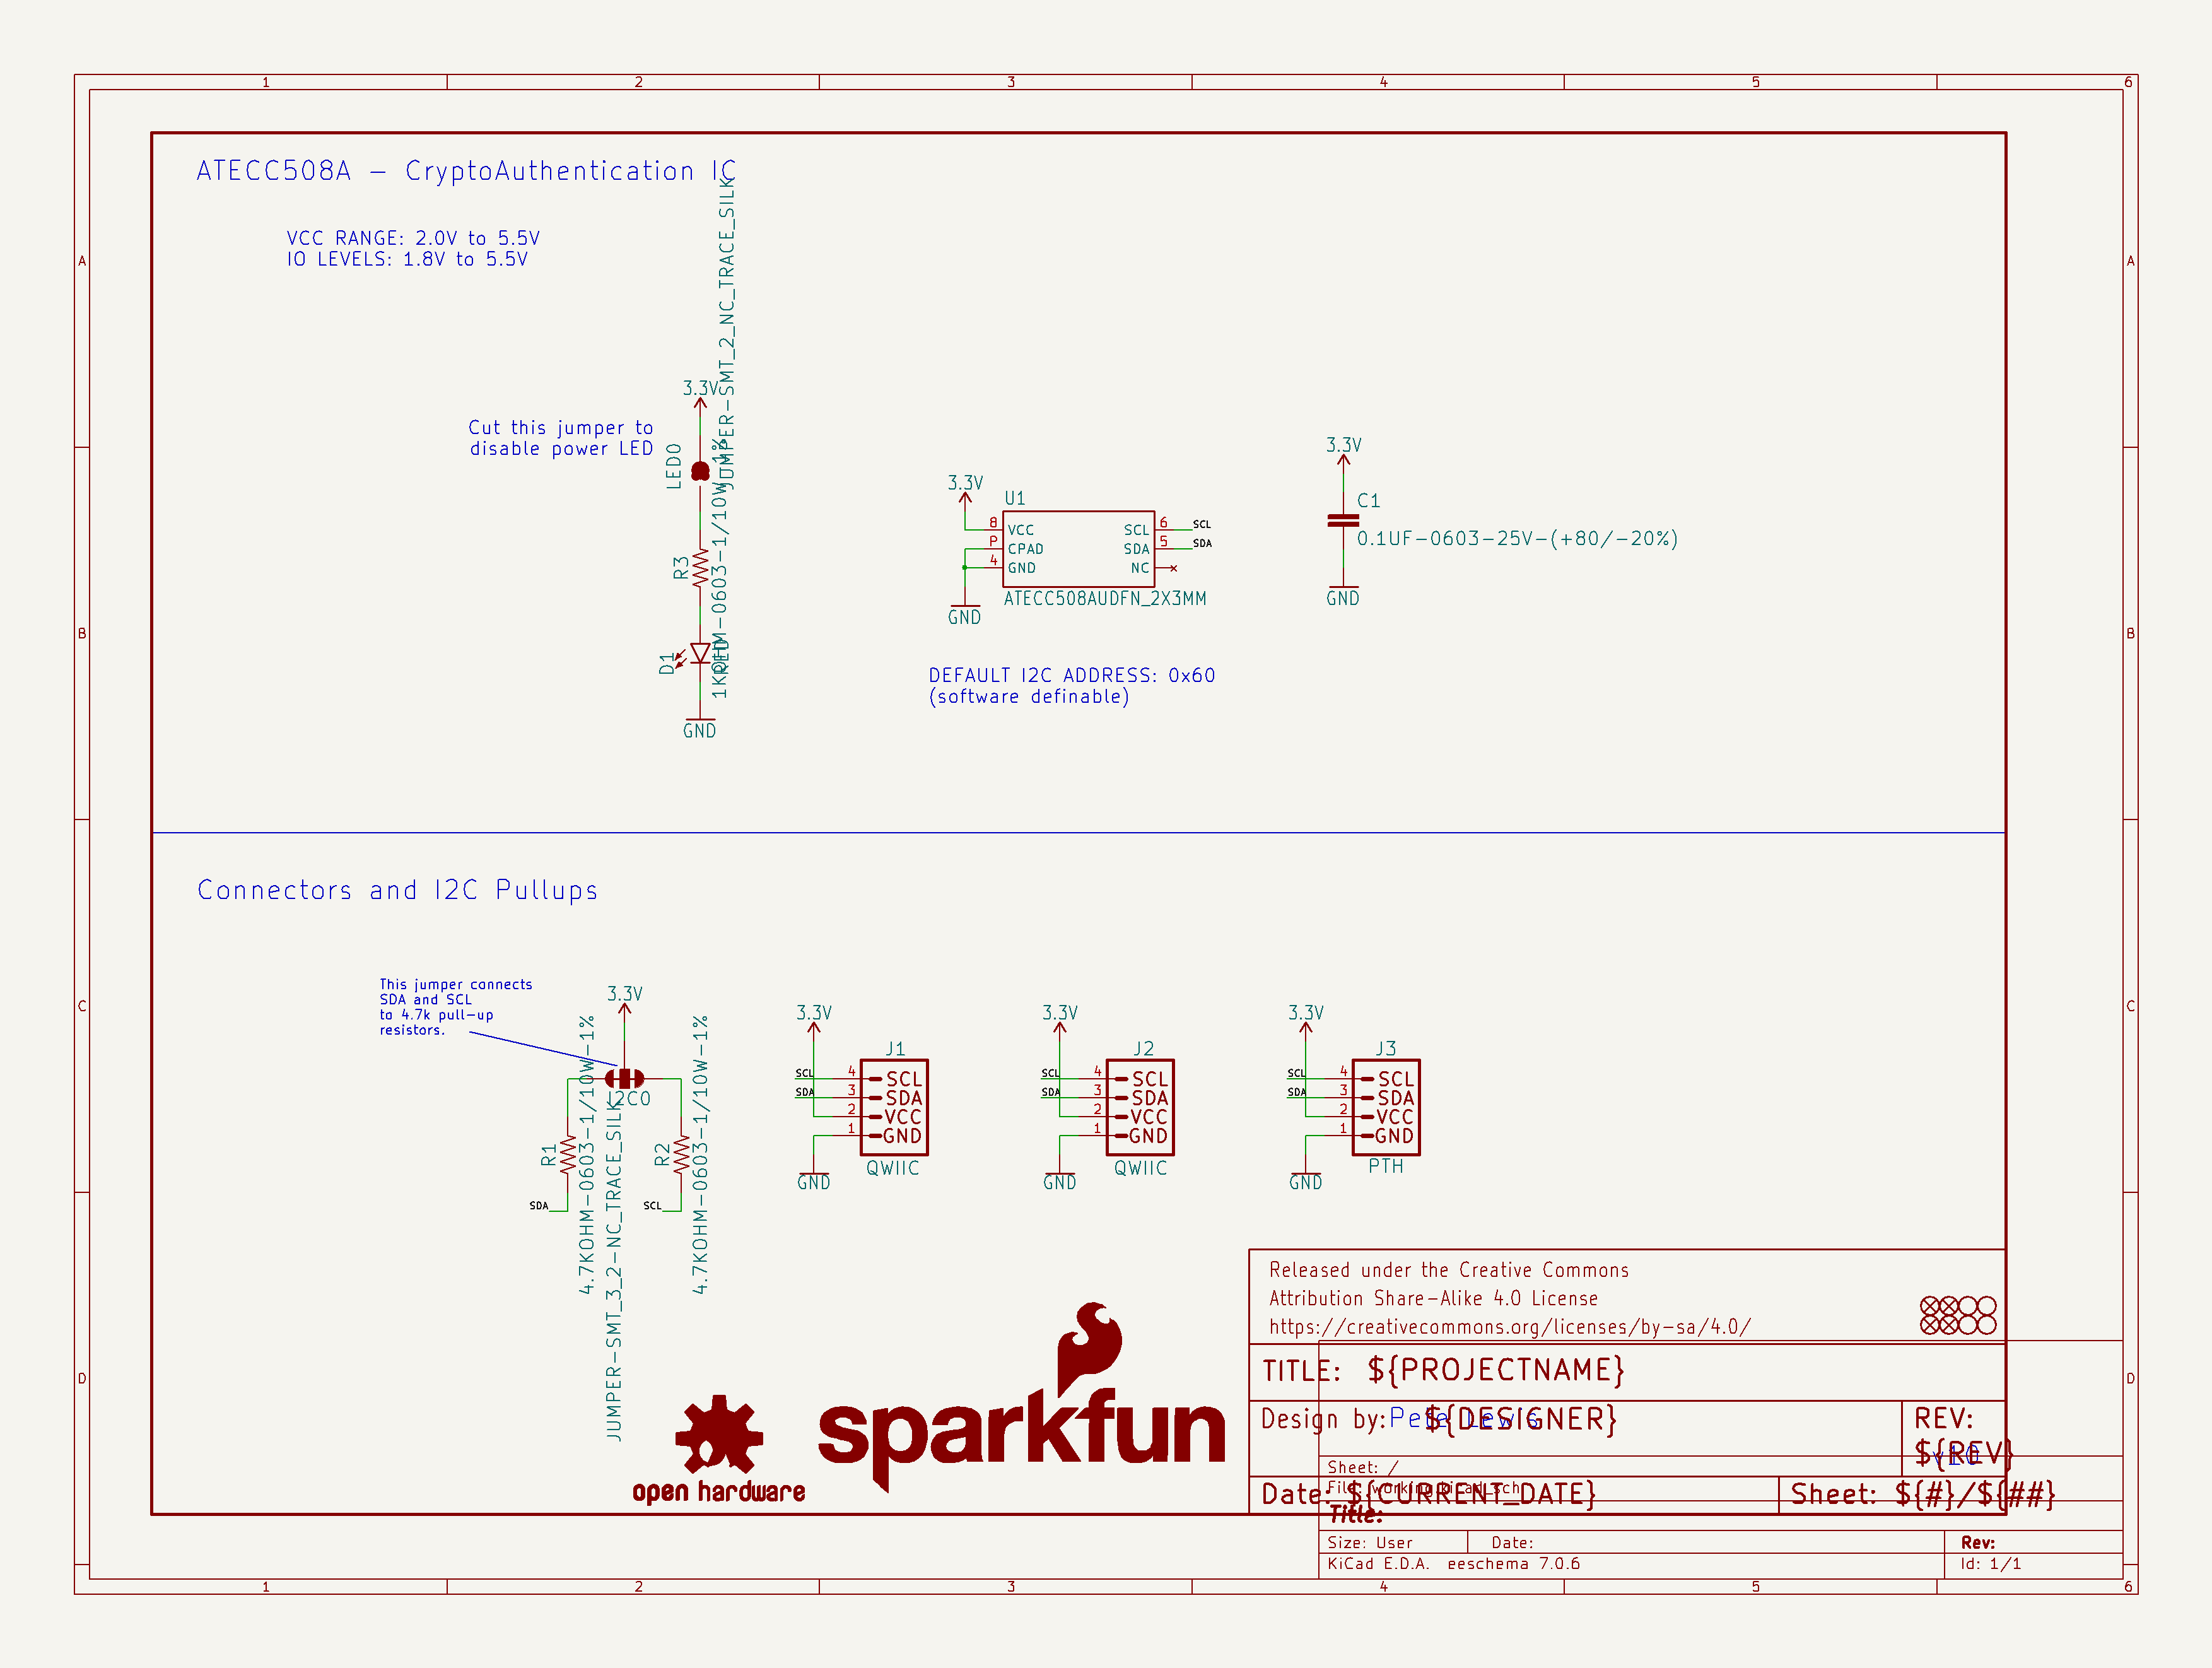 1 2 3 4 5 6
ATECC508A - CryptoAuthentication IC
VCC RANGE: 2.0V to 5.5V
IO LEVELS: 1.8V to 5.5V
A A
JUMPER-SMT_2_NC_TRACE_SILK
3.3V
Cut this jumper to
disable power LED
LED0
R3
1KOHM-0603-1/10W-1%
D1
RED
GND
3.3V
U1
8 VCC
P CPAD
4 GND
SCL 6 SCL
SDA 5 SDA
NC
ATECC508AUDFN_2X3MM
GND
3.3V
C1
0.1UF-0603-25V-(+80/-20%)
GND
B B
DEFAULT I2C ADDRESS: 0x60
(software definable)
Connectors and I2C Pullups
This jumper connects
SDA and SCL
to 4.7k pull-up
resistors.
C C
3.3V
I2C0
JUMPER-SMT_3_2-NC_TRACE_SILK
R1
4.7KOHM-0603-1/10W-1%
SDA
R2
4.7KOHM-0603-1/10W-1%
SCL
3.3V
J1
SCL 4 SCL
SDA 3 SDA
2 VCC
1 GND
GND
QWIIC
3.3V
J2
SCL 4 SCL
SDA 3 SDA
2 VCC
1 GND
GND
QWIIC
3.3V
J3
SCL 4 SCL
SDA 3 SDA
2 VCC
1 GND
GND
PTH
D D
open hardware
sparkfun
Released under the Creative Commons
Attribution Share-Alike 4.0 License
https://creativecommons.org/licenses/by-sa/4.0/
TITLE: ${PROJECTNAME}
Design by: Pete Lewis
${DESIGNER}
REV:
${REV}
v10
Date: ${CURRENT_DATE}
Sheet: ${#}/${##}
Sheet: /
File: working.kicad_sch
Title:
Size: User Date: Rev:
KiCad E.D.A. eeschema 7.0.6 Id: 1/1
1 2 3 4 5 6